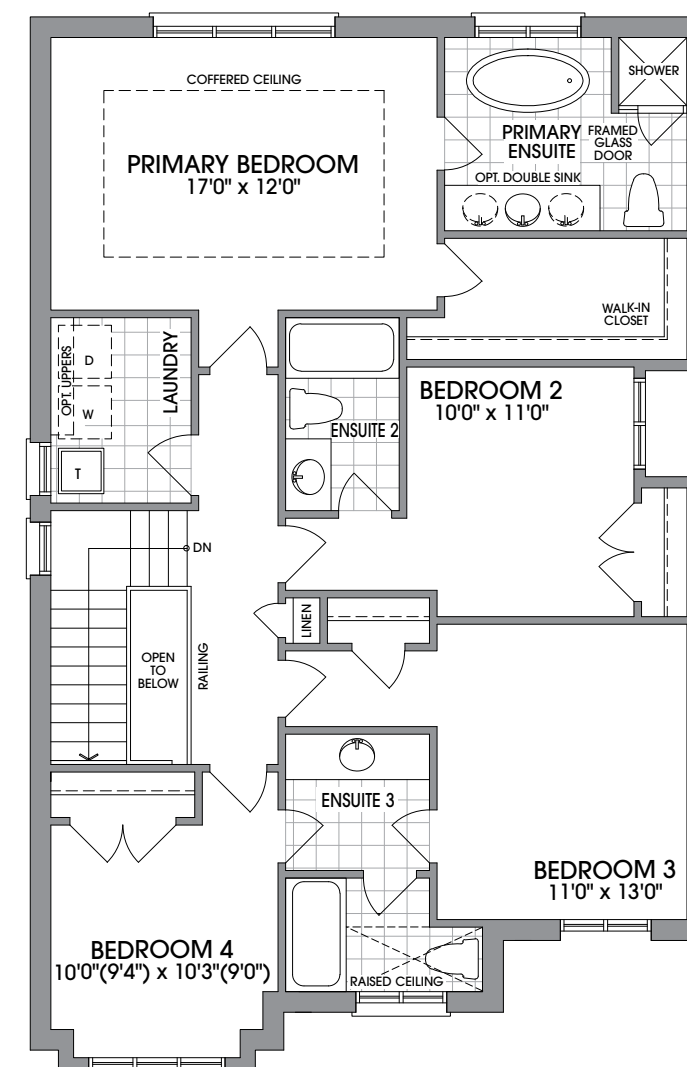 COFFERED CEILING
PRIMARY BEDROOM
17'0" x 12'0"
SHOWER
PRIMARY
ENSUITE
FRAMED
GLASS
DOOR
OPT. DOUBLE SINK
WALK-IN
CLOSET
OPT. UPPERS
D
W
LAUNDRY
T
ENSUITE 2
BEDROOM 2
10'0" x 11'0"
DN
LINEN
OPEN
TO
BELOW
RAILING
ENSUITE 3
BEDROOM 3
11'0" x 13'0"
BEDROOM 4
10'0"(9'4") x 10'3"(9'0")
RAISED CEILING